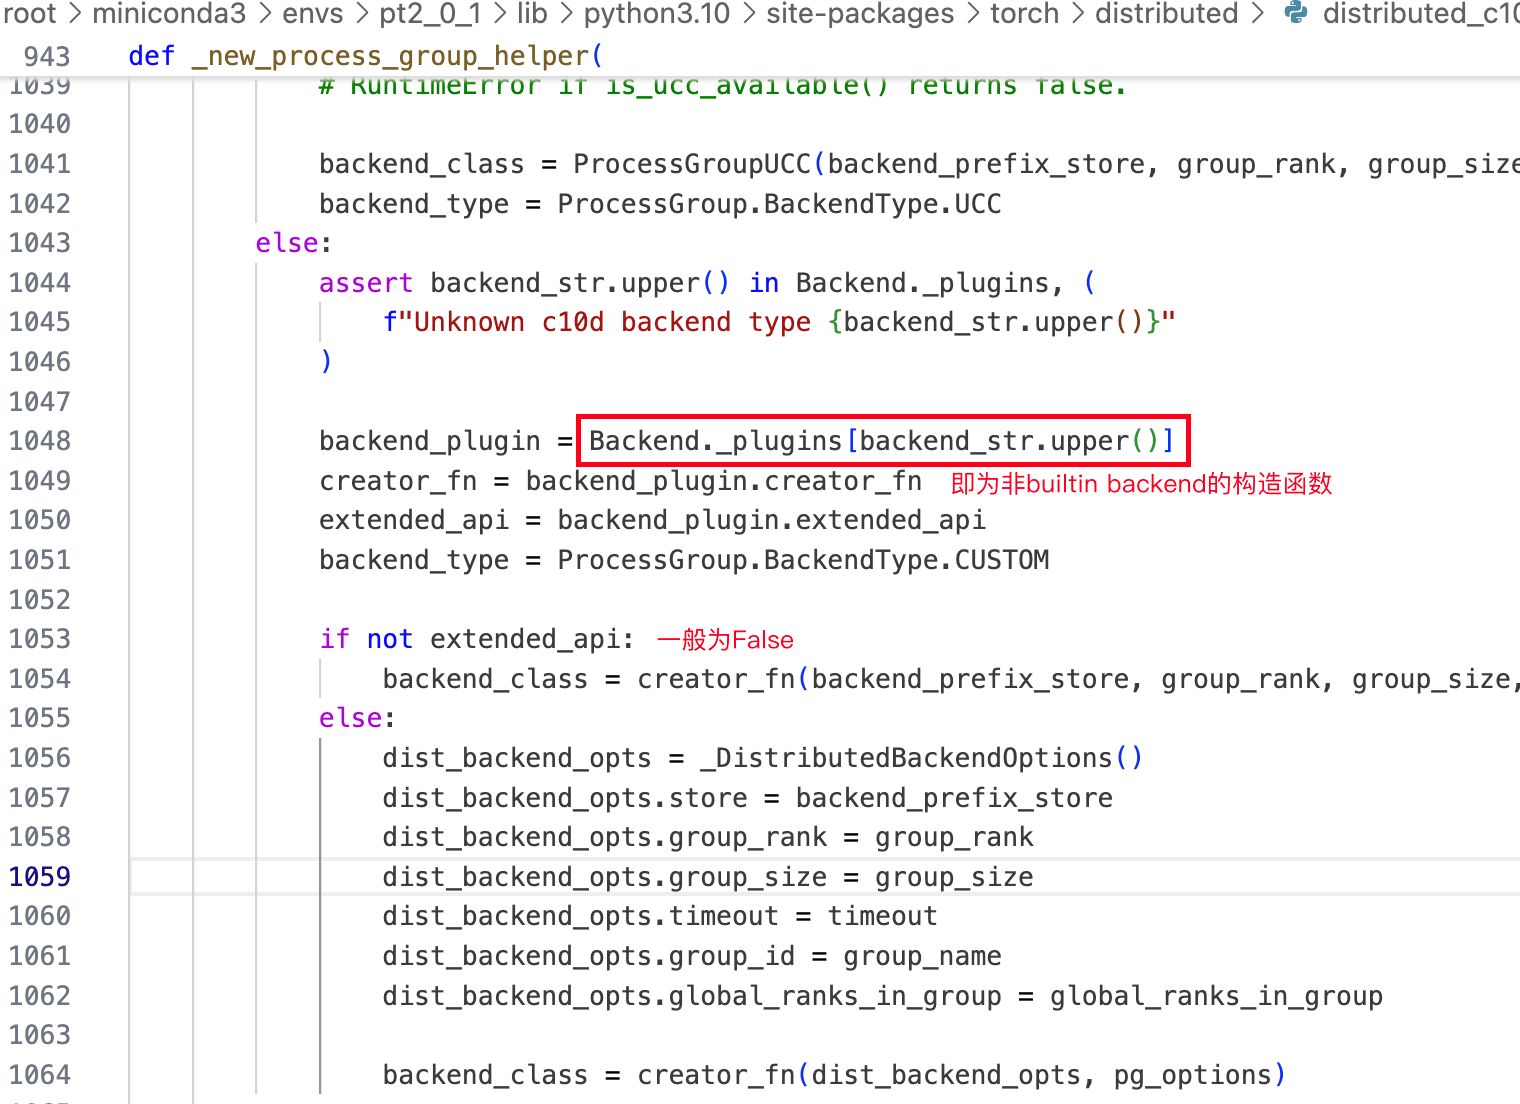 root > miniconda3 > envs > pt2_0_1 > lib > python3.10 > site-packages > torch > distributed > distributed_c10
943 def _new_process_group_helper(
1039 # RuntimeError if is_ucc_available() returns false.
1040
1041 backend_class = ProcessGroupUCC(backend_prefix_store, group_rank, group_size
1042 backend_type = ProcessGroup.BackendType.UCC
1043 else:
1044 assert backend_str.upper() in Backend._plugins, (
1045 f"Unknown c10d backend type {backend_str.upper()}"
1046 )
1047
1048 backend_plugin = Backend._plugins[backend_str.upper()]
1049 creator_fn = backend_plugin.creator_fn 即为非builtin backend的构造函数
1050 extended_api = backend_plugin.extended_api
1051 backend_type = ProcessGroup.BackendType.CUSTOM
1052
1053 if not extended_api: 一般为False
1054 backend_class = creator_fn(backend_prefix_store, group_rank, group_size,
1055 else:
1056 dist_backend_opts = _DistributedBackendOptions()
1057 dist_backend_opts.store = backend_prefix_store
1058 dist_backend_opts.group_rank = group_rank
1059 dist_backend_opts.group_size = group_size
1060 dist_backend_opts.timeout = timeout
1061 dist_backend_opts.group_id = group_name
1062 dist_backend_opts.global_ranks_in_group = global_ranks_in_group
1063
1064 backend_class = creator_fn(dist_backend_opts, pg_options)